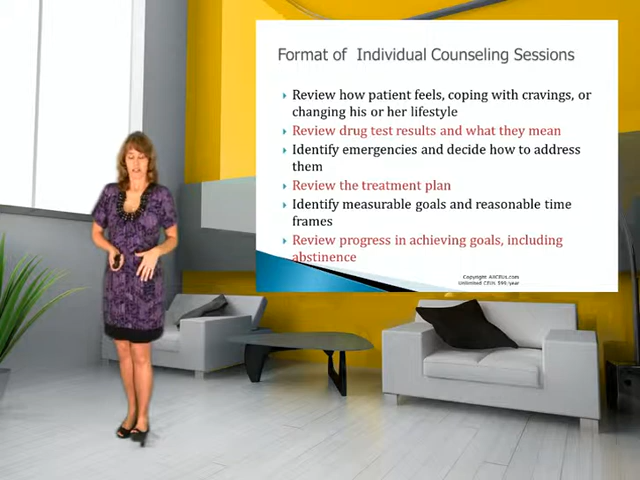 Format of Individual Counseling Sessions
Review how patient feels, coping with cravings, or
changing his or her lifestyle
Review drug test results and what they mean
Identify emergencies and decide how to address
them
Review the treatment plan
Identify measurable goals and reasonable time
frames
Review progress in achieving goals, including
abstinence
Copyright AllCEUs.com
Unlimited CEUs $99/year